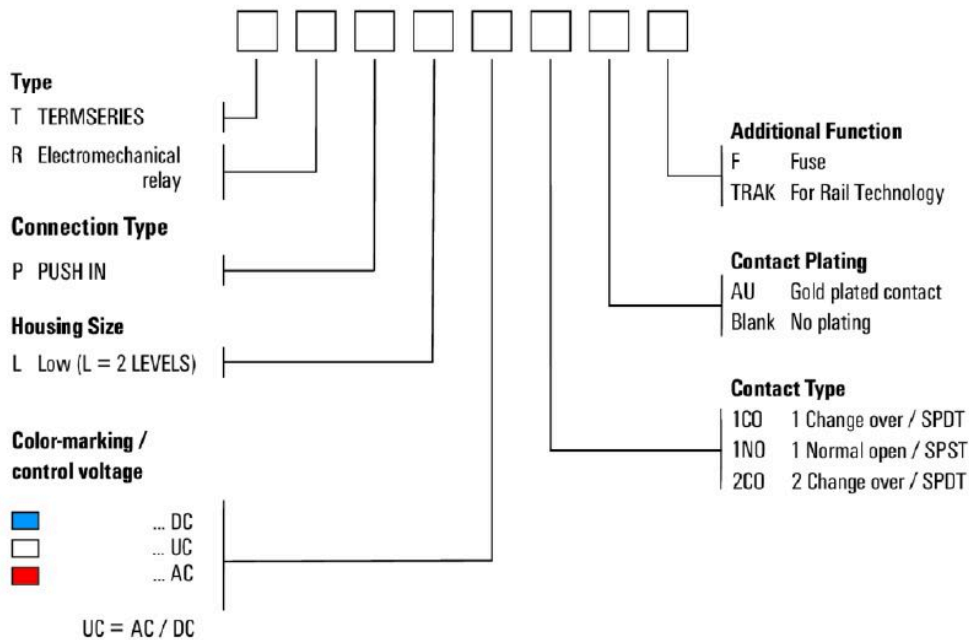 Type
T TERMSERIES
R Electromechanical
relay
Connection Type
P PUSH IN
Housing Size
L Low (L = 2 LEVELS)
Color-marking /
control voltage
... DC
... UC
... AC
UC = AC / DC
Additional Function
F Fuse
TRAK For Rail Technology
Contact Plating
AU Gold plated contact
Blank No plating
Contact Type
1CO 1 Change over / SPDT
1NO 1 Normal open / SPST
2CO 2 Change over / SPDT